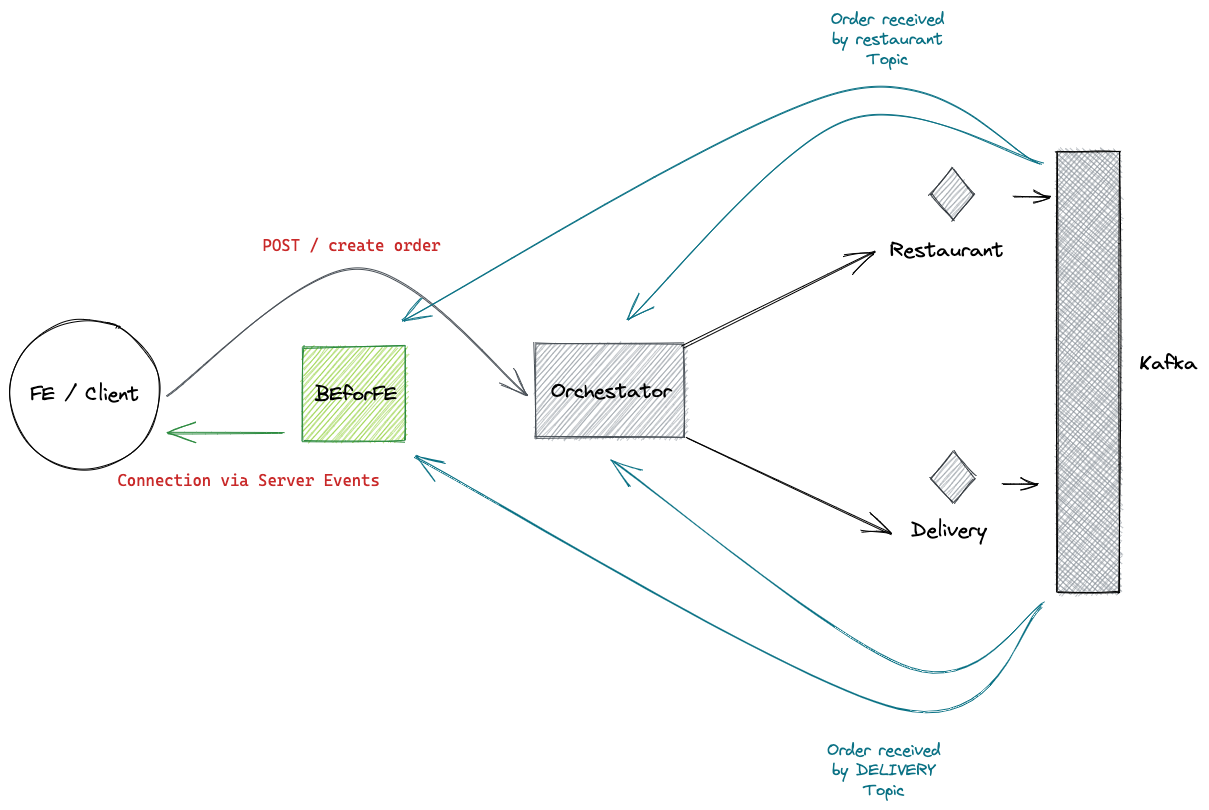 Order received
by restaurant
Topic
POST / create order
Restaurant
FE / Client
BEforFE
Orchestator
Kafka
Connection via Server Events
Delivery
Order received
by DELIVERY
Topic